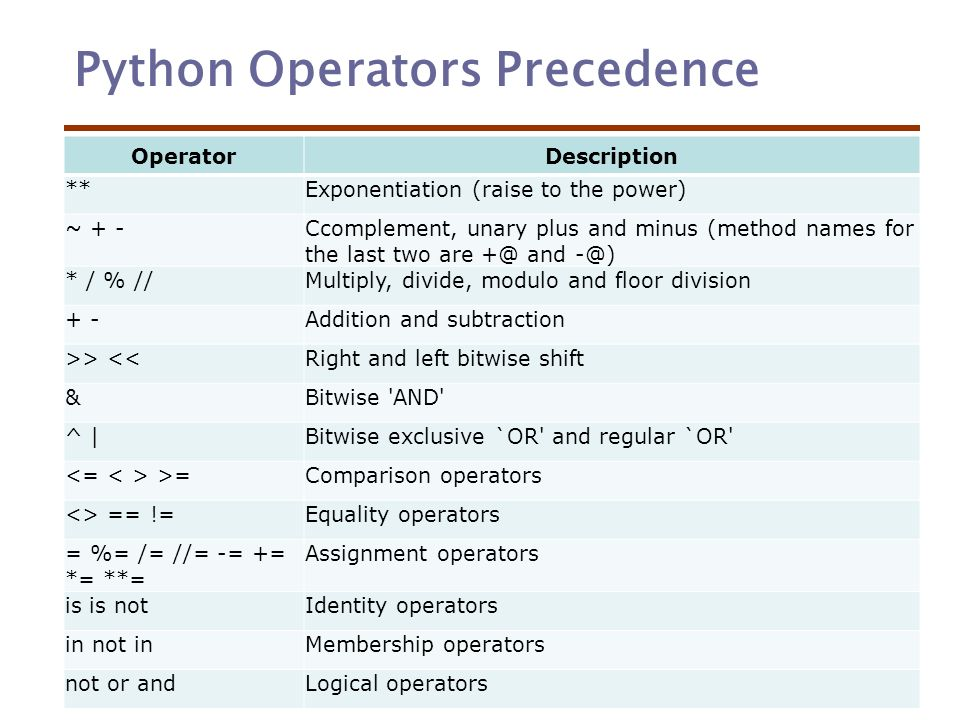 Python Operators Precedence
Operator Description
** Exponentiation (raise to the power)
~ + - Ccomplement, unary plus and minus (method names for
the last two are +@ and -@)
* / % // Multiply, divide, modulo and floor division
+ - Addition and subtraction
>> << Right and left bitwise shift
& Bitwise 'AND'
^ | Bitwise exclusive `OR' and regular `OR'
<= < > >= Comparison operators
<> == != Equality operators
= %= /= //= -= += Assignment operators
*= **=
is is not Identity operators
in not in Membership operators
not or and Logical operators